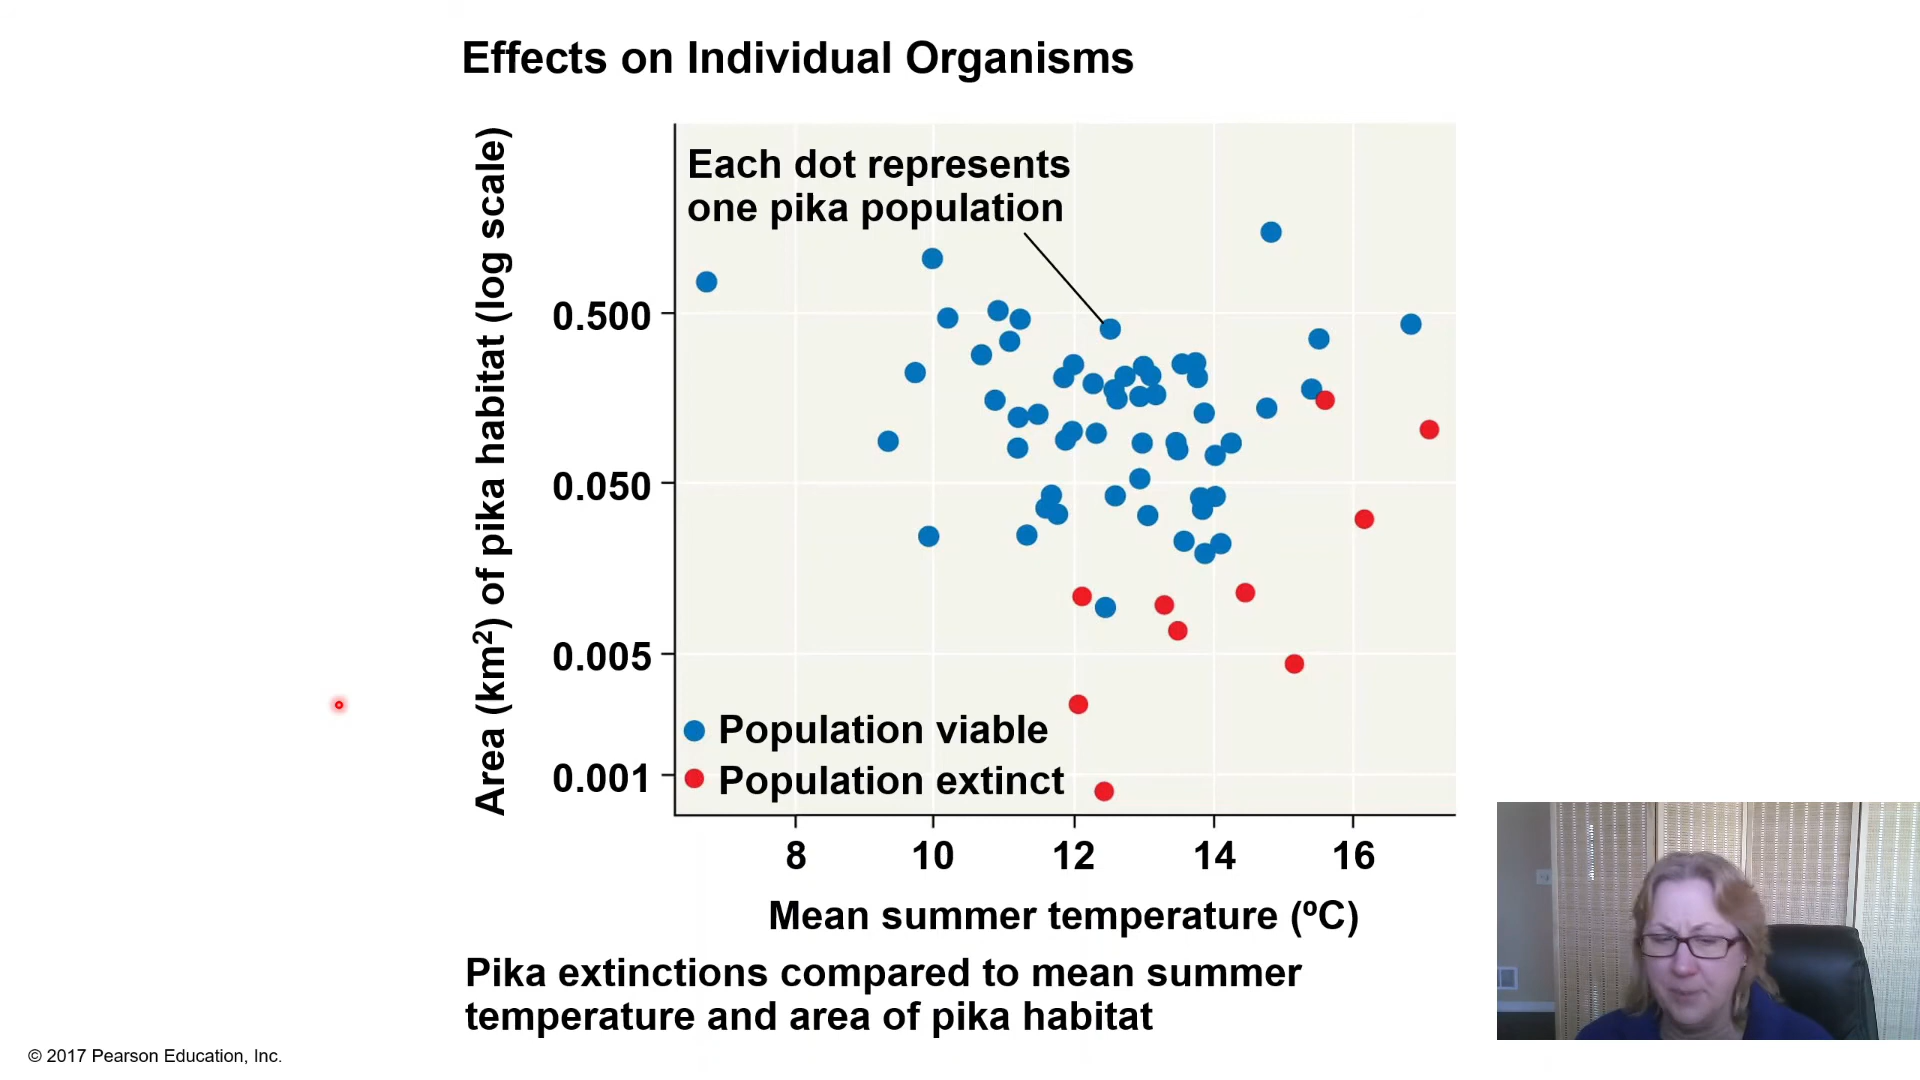 Effects on Individual Organisms
Area (km²) of pika habitat (log scale)
Each dot represents
one pika population
0.500
0.050
0.005
0.001
Population viable
Population extinct
8 10 12 14 16
Mean summer temperature (ºC)
Pika extinctions compared to mean summer
temperature and area of pika habitat
© 2017 Pearson Education, Inc.